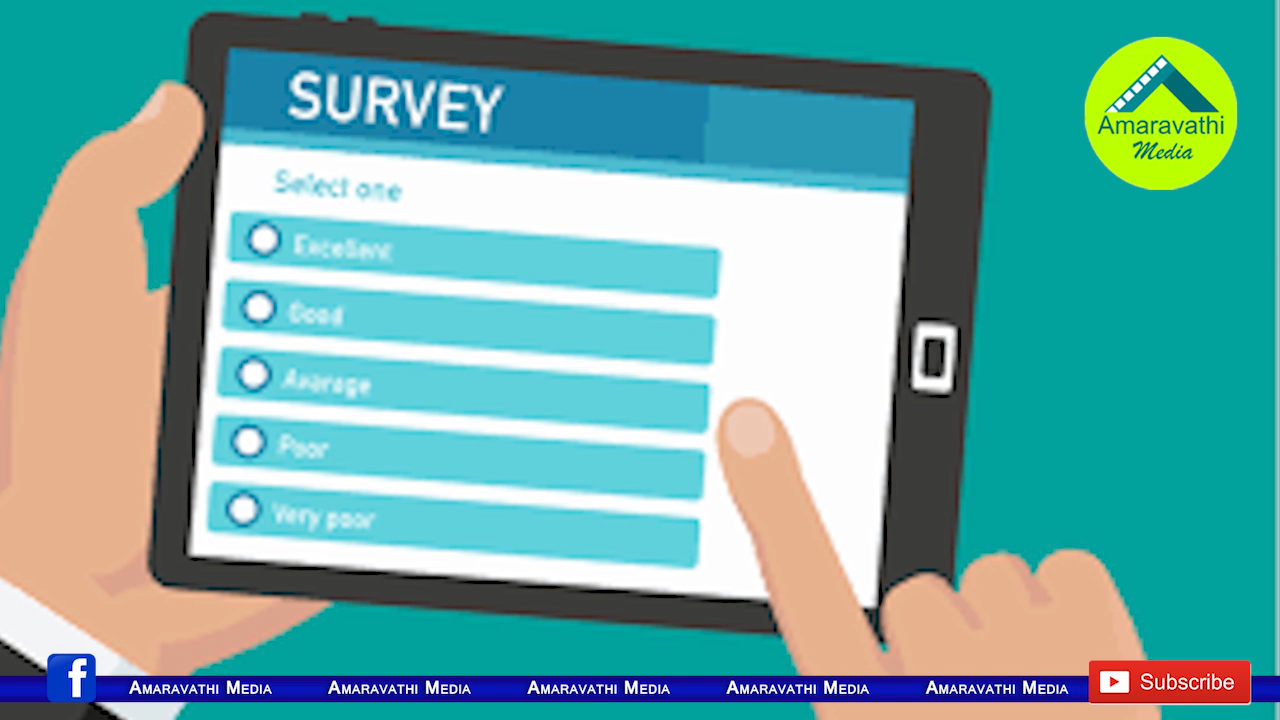 SURVEY
Select one
Excellent
Good
Avarage
Poor
Very poor
Amaravathi
Media
f
Amaravathi Media Amaravathi Media Amaravathi Media Amaravathi Media Amaravathi Media
Subscribe